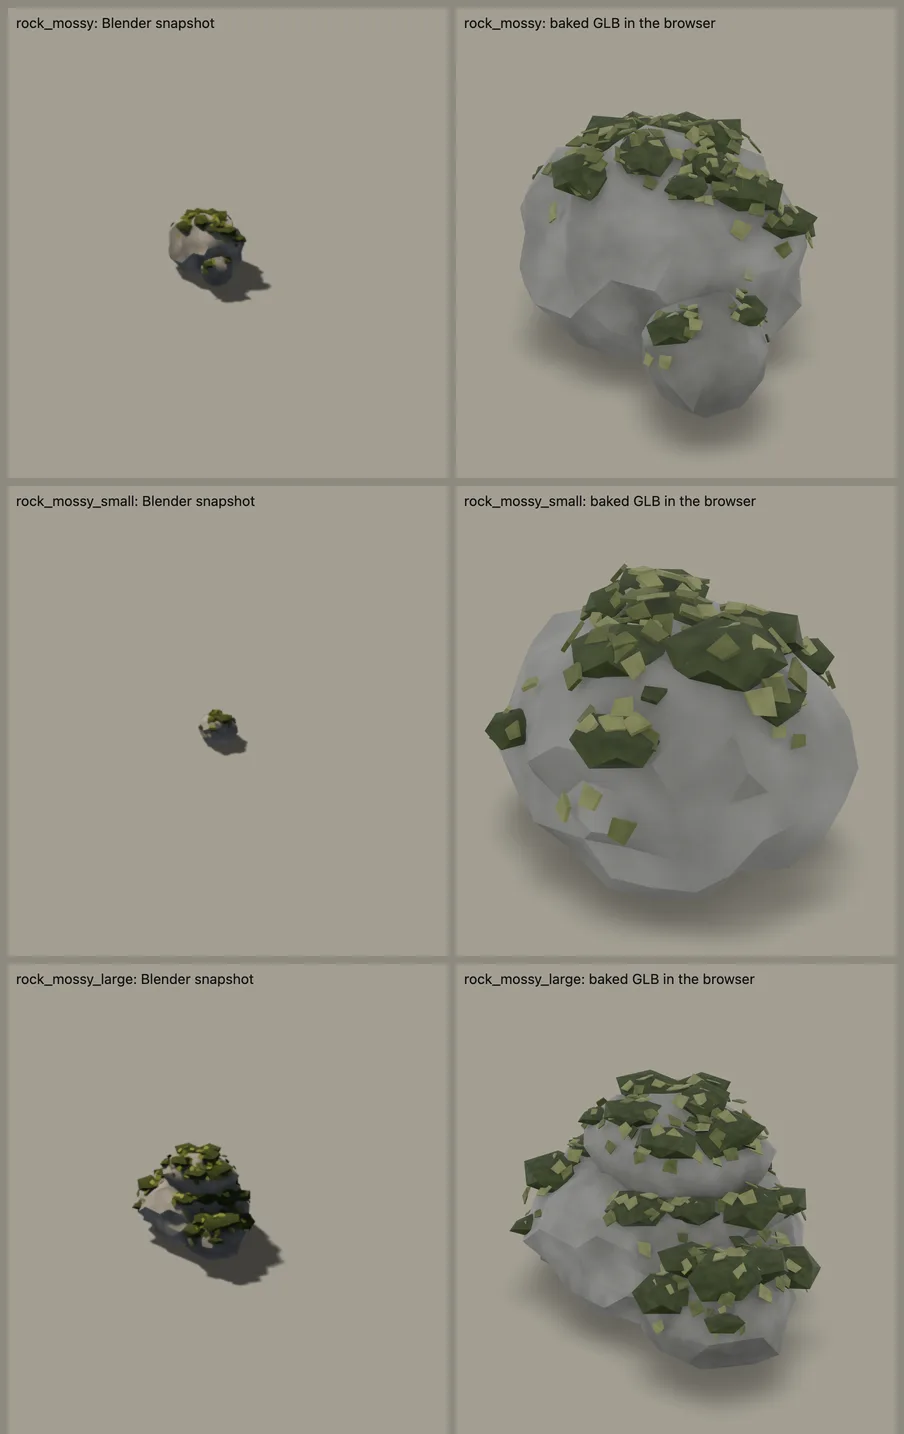 rock_mossy: Blender snapshot
rock_mossy: baked GLB in the browser
rock_mossy_small: Blender snapshot
rock_mossy_small: baked GLB in the browser
rock_mossy_large: Blender snapshot
rock_mossy_large: baked GLB in the browser